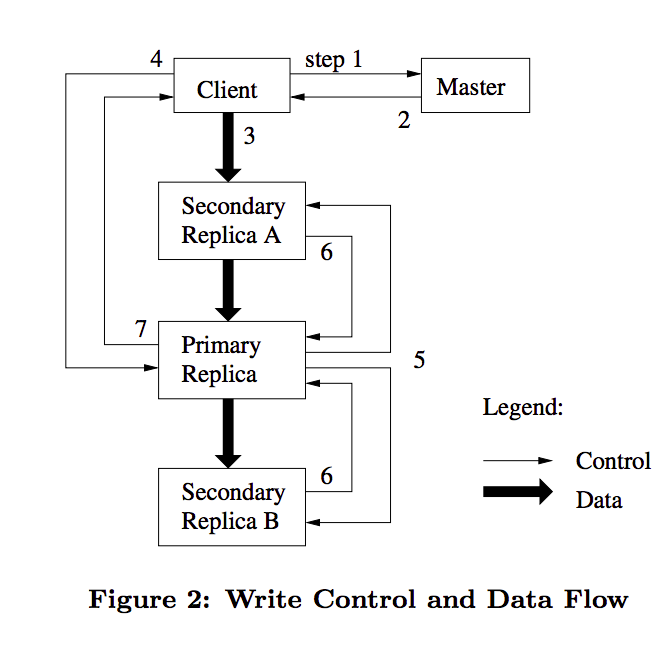 4
step 1
Client
Master
2
3
Secondary
Replica A
6
7
Primary
Replica
5
Legend:
Control
Data
6
Secondary
Replica B
Figure 2: Write Control and Data Flow